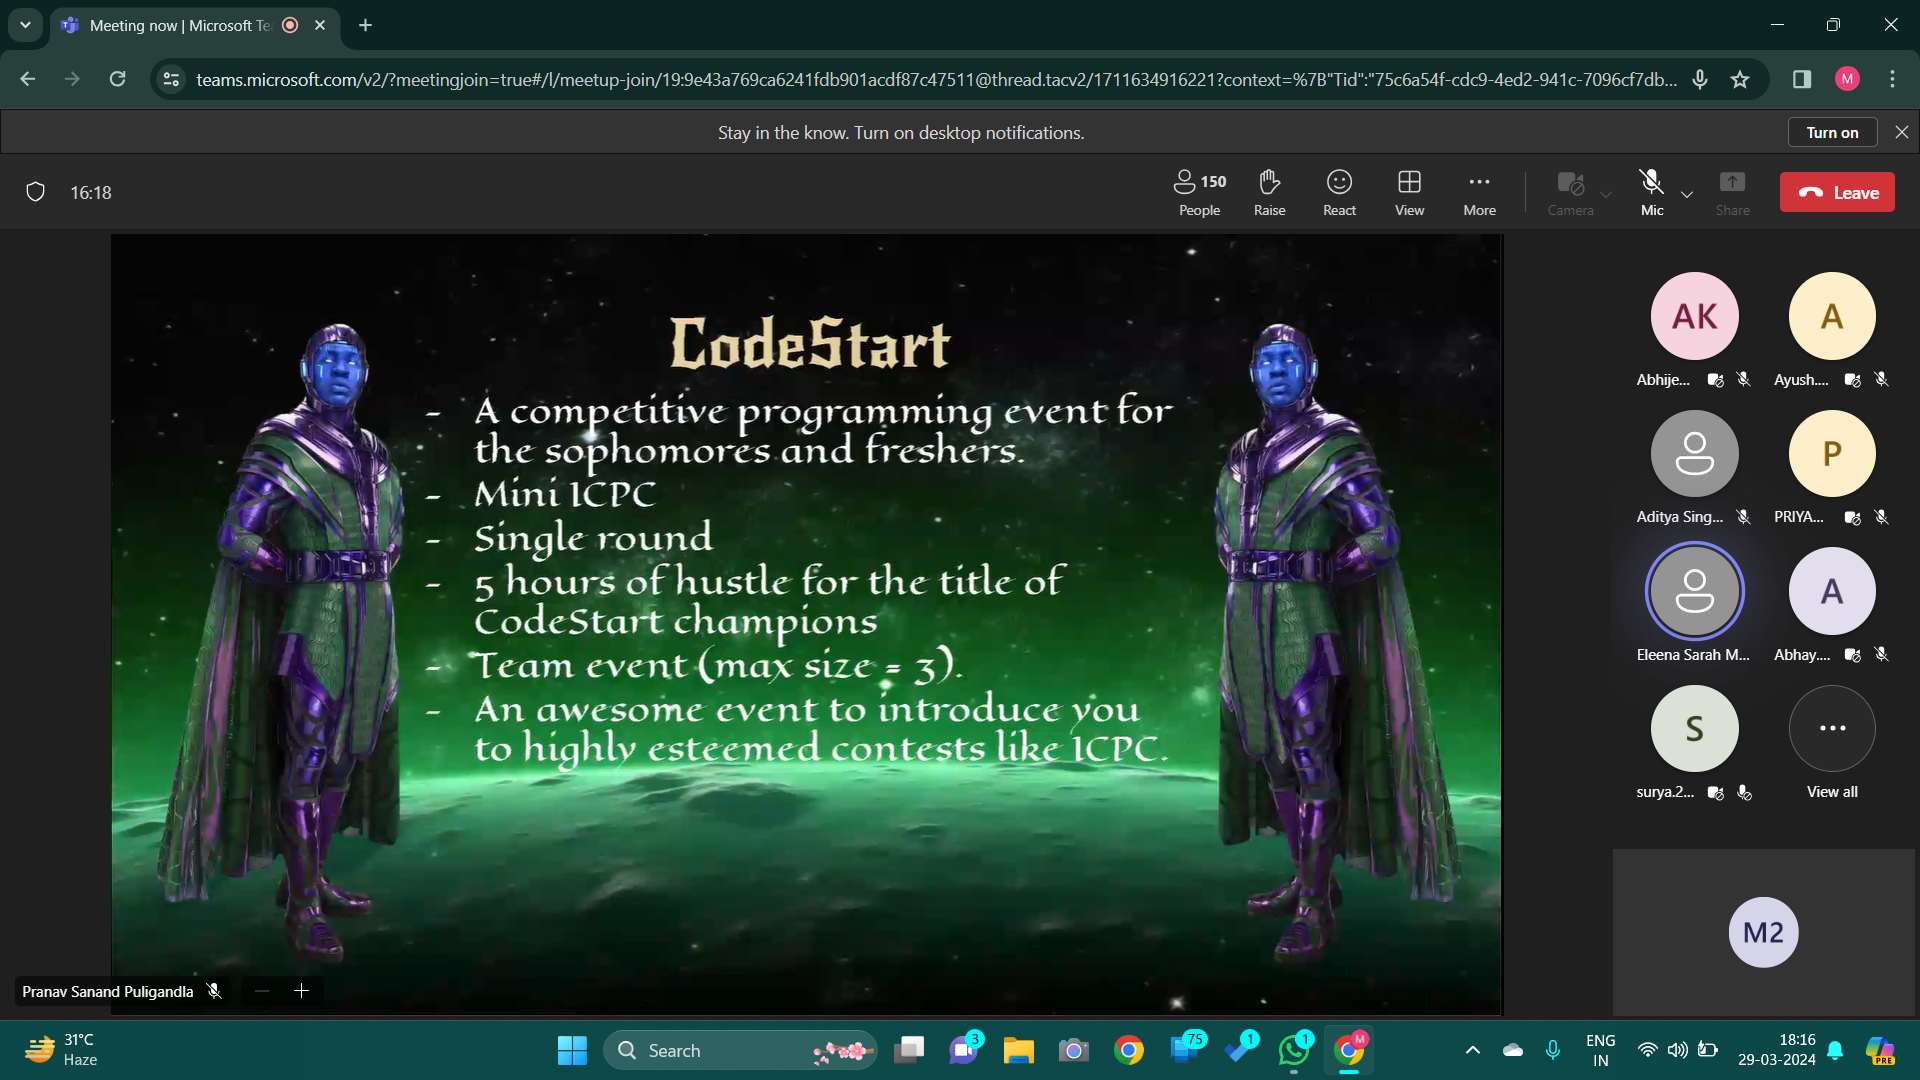 Meeting now | Microsoft Te
teams.microsoft.com/v2/?meetingjoin=true#/l/meetup-join/19:9e43a769ca6241fdb901acdf87c47511@thread.tacv2/1711634916221?context=%7B"Tid":"75c6a54f-cdc9-4ed2-941c-7096cf7db...
M
Stay in the know. Turn on desktop notifications.
Turn on
16:18
150
People
Raise
React
View
More
Camera
Mic
Share
Leave
CodeStart
- A competitive programming event for
the sophomores and freshers.
- Mini ICPC
- Single round
- 5 hours of hustle for the title of
CodeStart champions
- Team event (max size = 3).
- An awesome event to introduce you
to highly esteemed contests like ICPC.
AK
A
Abhije...
Ayush....
P
Aditya Sing...
PRIYA...
A
Eleena Sarah M...
Abhay....
S
surya.2...
View all
M2
Pranav Sanand Puligandla
31°C
Haze
Search
3
75
1
1
M
ENG
IN
18:16
29-03-2024
PRE